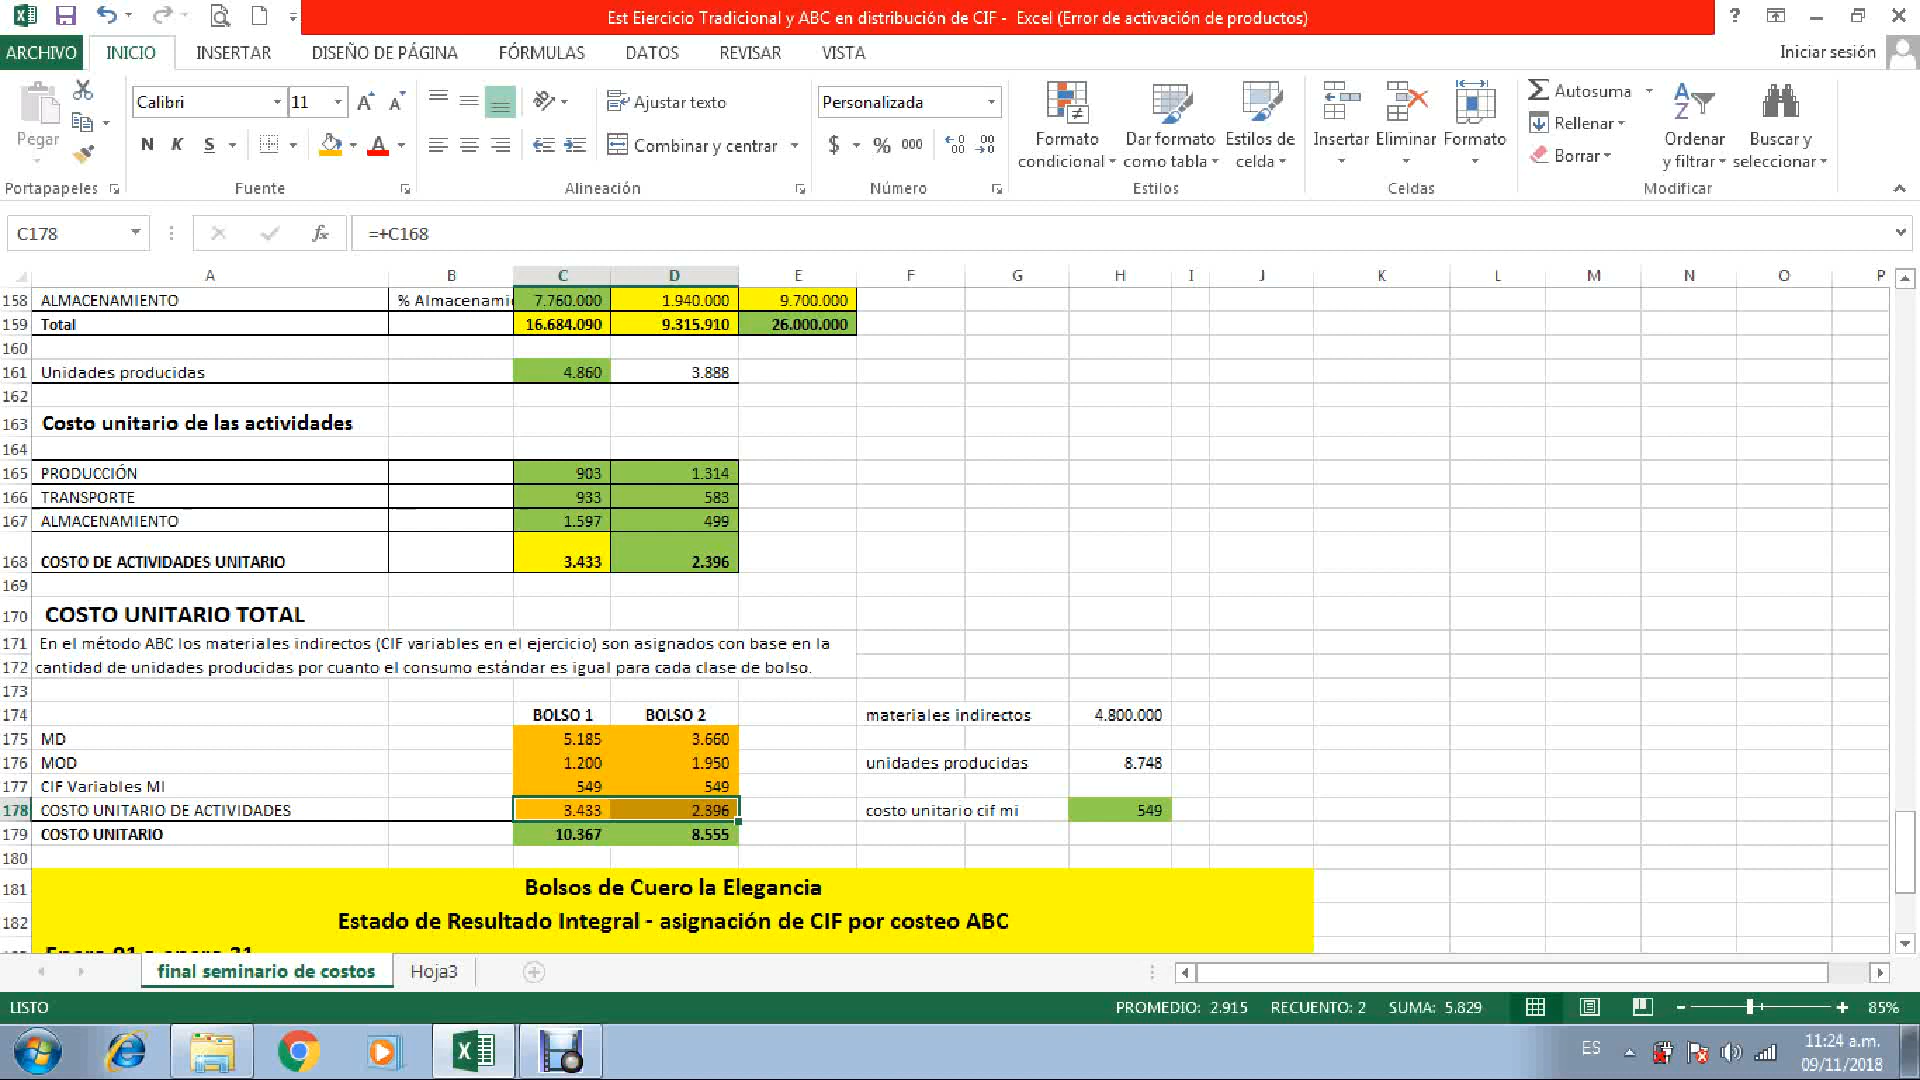 Est Ejercicio Tradicional y ABC en distribución de CIF - Excel (Error de activación de productos)
ARCHIVO INICIO INSERTAR DISEÑO DE PÁGINA FÓRMULAS DATOS REVISAR VISTA Iniciar sesión
Calibri 11 Ajustar texto Personalizada Autosuma
Pegar Formato condicional Dar formato como tabla Estilos de celda Insertar Eliminar Formato Rellenar Ordenar y filtrar Buscar y seleccionar
N K S A Combinar y centrar $ % 000 Borrar
Portapapeles Fuente Alineación Número Estilos Celdas Modificar
C178 fx =+C168
A B C D E F G H I J K L M N O P
158 ALMACENAMIENTO % Almacenami 7.760.000 1.940.000 9.700.000
159 Total 16.684.090 9.315.910 26.000.000
160
161 Unidades producidas 4.860 3.888
162
163 Costo unitario de las actividades
164
165 PRODUCCIÓN 903 1.314
166 TRANSPORTE 933 583
167 ALMACENAMIENTO 1.597 499
168 COSTO DE ACTIVIDADES UNITARIO 3.433 2.396
169
170 COSTO UNITARIO TOTAL
171 En el método ABC los materiales indirectos (CIF variables en el ejercicio) son asignados con base en la
172 cantidad de unidades producidas por cuanto el consumo estándar es igual para cada clase de bolso.
173
174 BOLSO 1 BOLSO 2 materiales indirectos 4.800.000
175 MD 5.185 3.660
176 MOD 1.200 1.950 unidades producidas 8.748
177 CIF Variables MI 549 549
178 COSTO UNITARIO DE ACTIVIDADES 3.433 2.396 costo unitario cif mi 549
179 COSTO UNITARIO 10.367 8.555
180
181 Bolsos de Cuero la Elegancia
182 Estado de Resultado Integral - asignación de CIF por costeo ABC
Enero 01 a enero 31
final seminario de costos Hoja3
LISTO PROMEDIO: 2.915 RECUENTO: 2 SUMA: 5.829 85%
ES 11:24 a.m.
09/11/2018